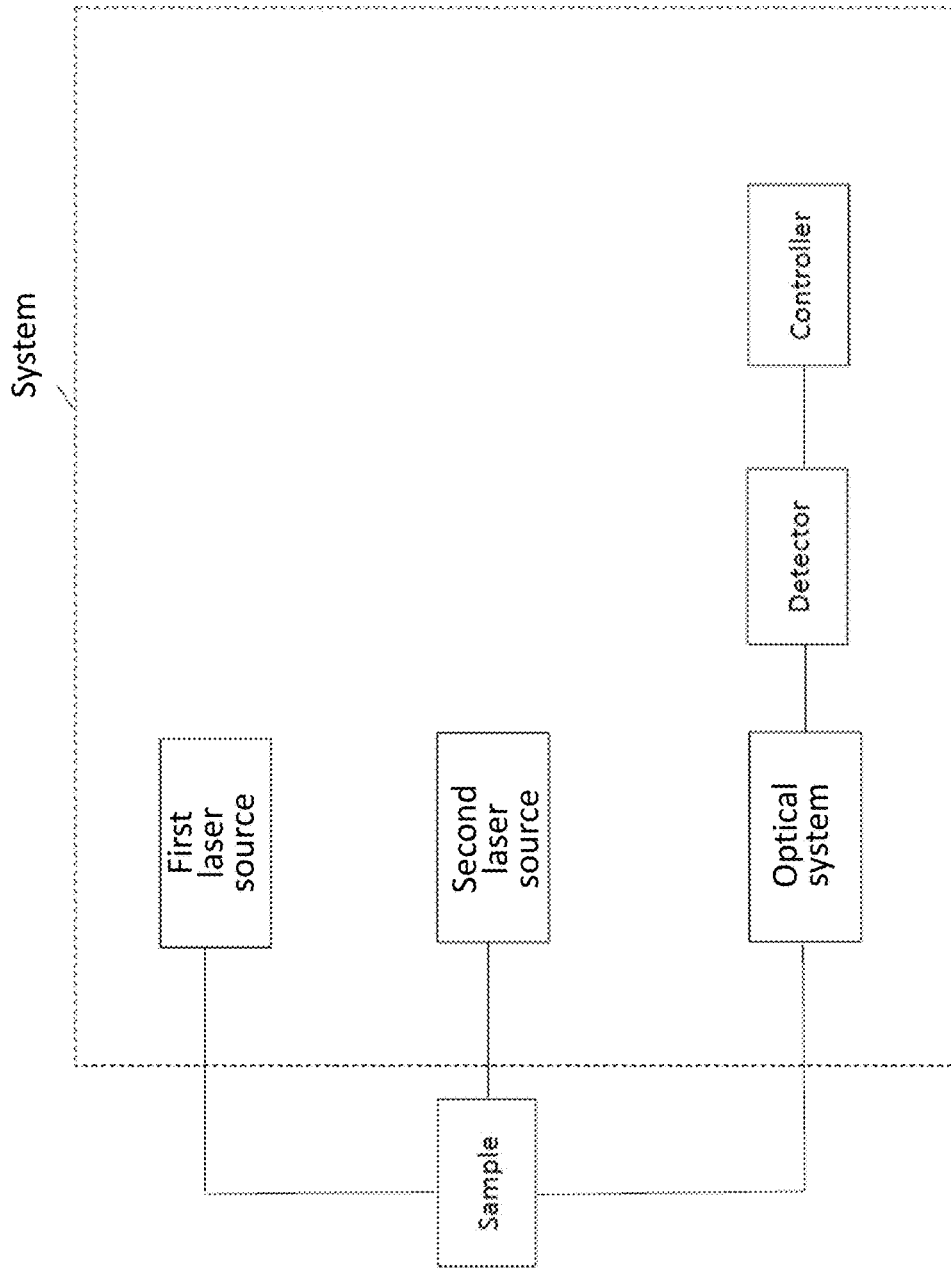 System
First
laser
source
Second
laser
source
Optical
system
Detector
Controller
Sample